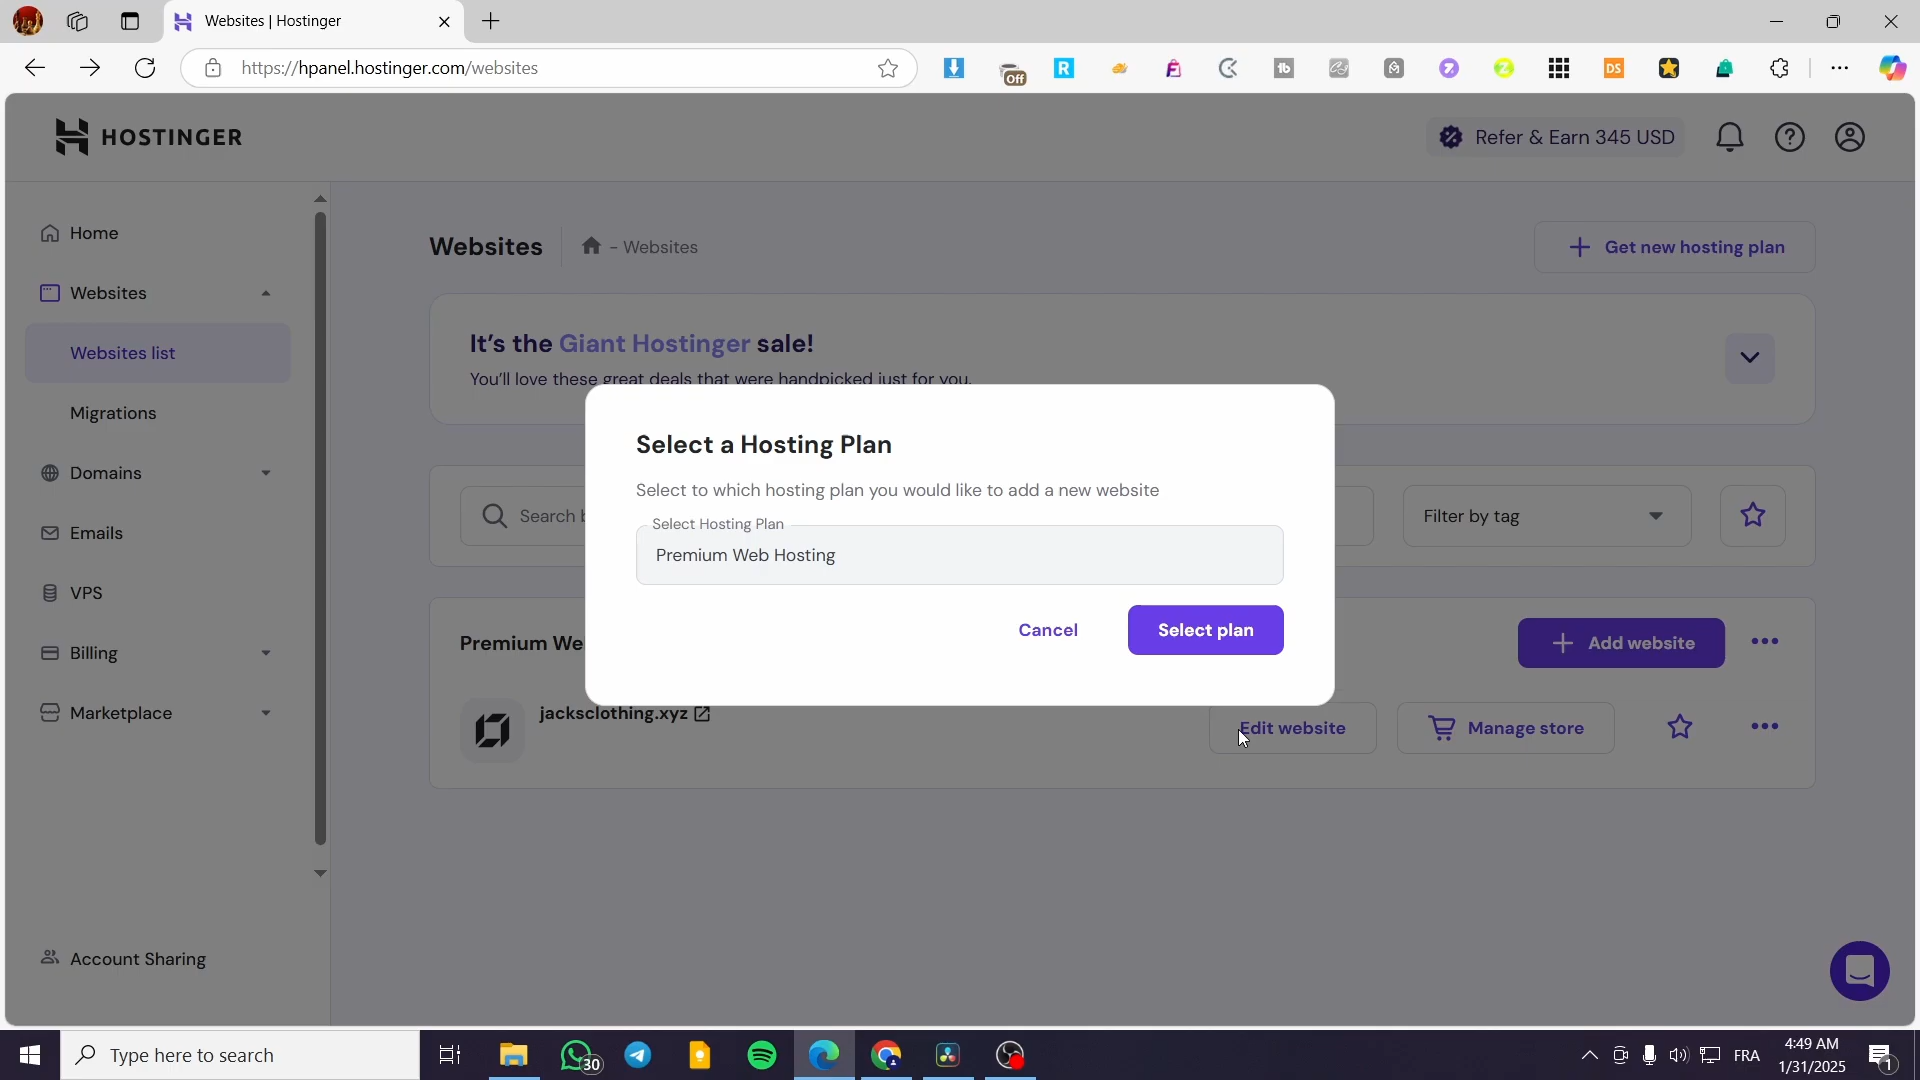 Websites | Hostinger
https://hpanel.hostinger.com/websites
Off
R
tb
DS
HOSTINGER
Refer & Earn 345 USD
Home
Websites
Websites list
Migrations
Domains
Emails
VPS
Billing
Marketplace
Account Sharing
Websites
- Websites
Get new hosting plan
It's the Giant Hostinger sale!
You'll love these great deals that were handpicked just for you.
Search
Filter by tag
Select a Hosting Plan
Select to which hosting plan you would like to add a new website
Select Hosting Plan
Premium Web Hosting
Cancel
Select plan
Premium We
Add website
jacksclothing.xyz
Edit website
Manage store
Type here to search
30
FRA
4:49 AM
1/31/2025
1